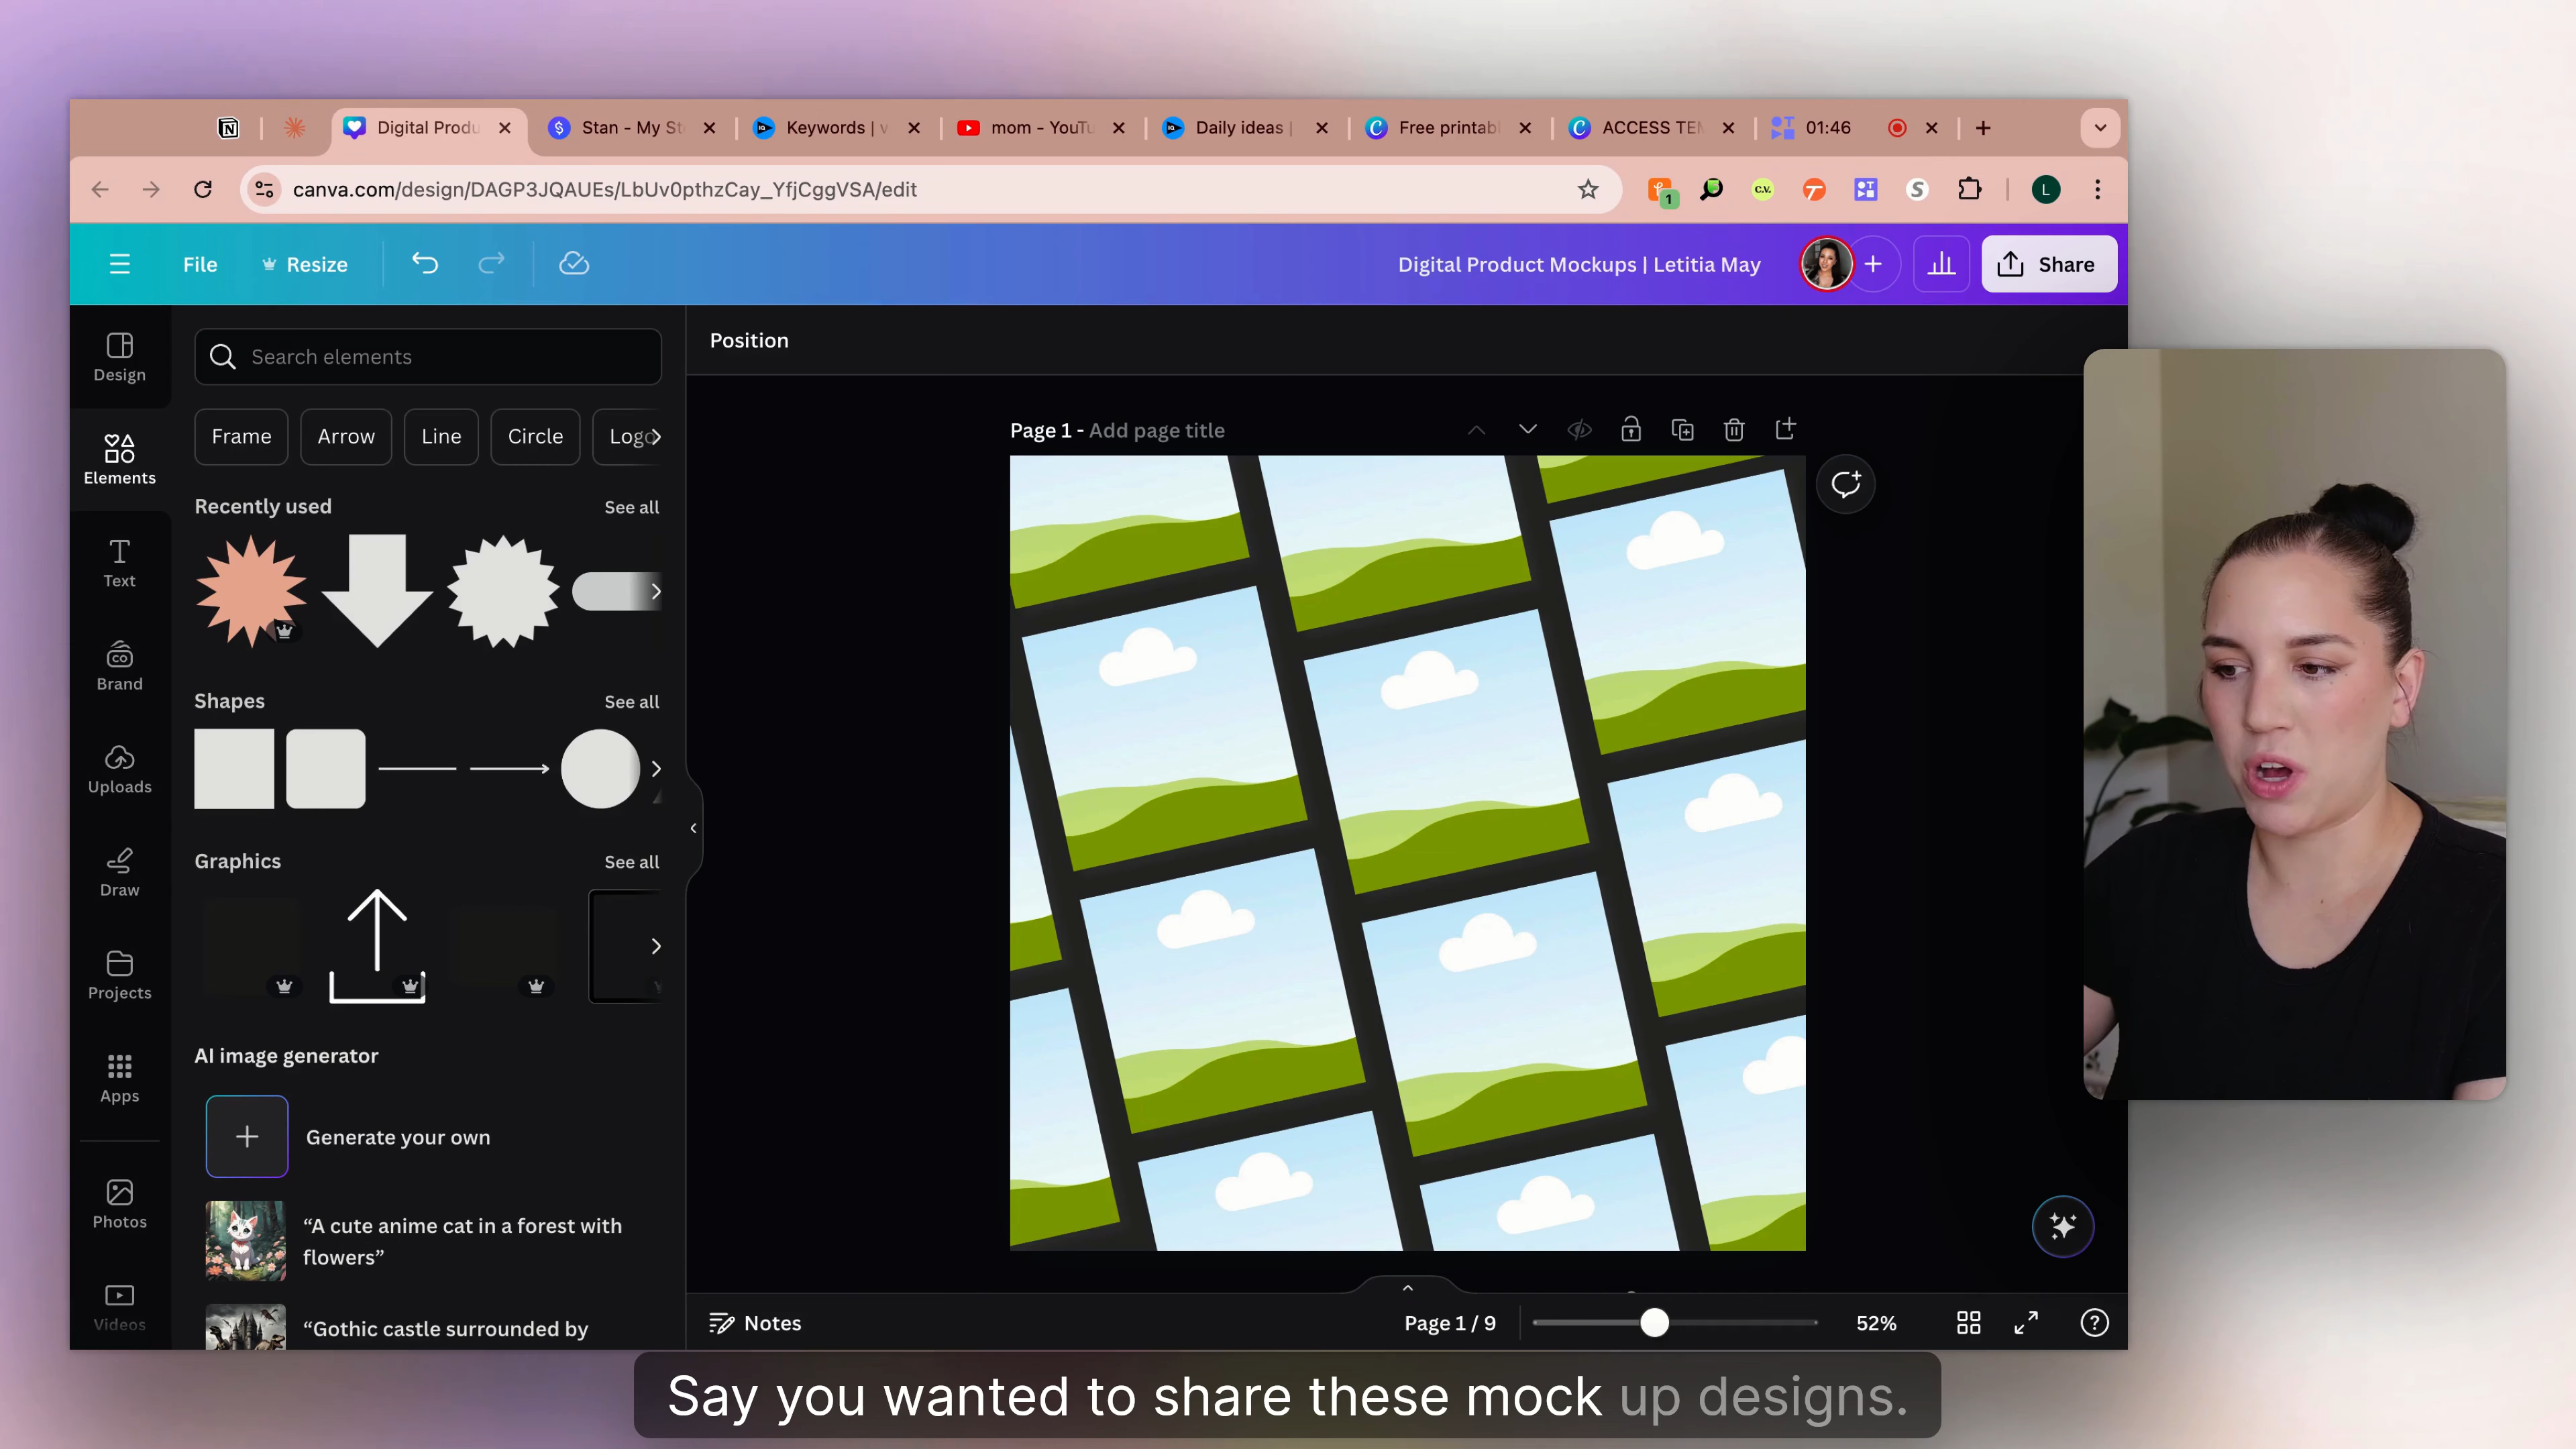 Digital Produ
Stan - My St
Keywords | v
mom - YouTu
Daily ideas |
Free printab
ACCESS TEM
01:46
canva.com/design/DAGP3JQAUEs/LbUv0pthzCay_YfjCggVSA/edit
1
c.v.
L
File
Resize
Digital Product Mockups | Letitia May
Share
Design
Elements
Text
Brand
Uploads
Draw
Projects
Apps
Photos
Videos
Search elements
Frame
Arrow
Line
Circle
Logo
Recently used
See all
Shapes
See all
Graphics
See all
AI image generator
Generate your own
“A cute anime cat in a forest with
flowers”
“Gothic castle surrounded by
Position
Page 1 - Add page title
Notes
Page 1 / 9
52%
Say you wanted to share these mock up designs.